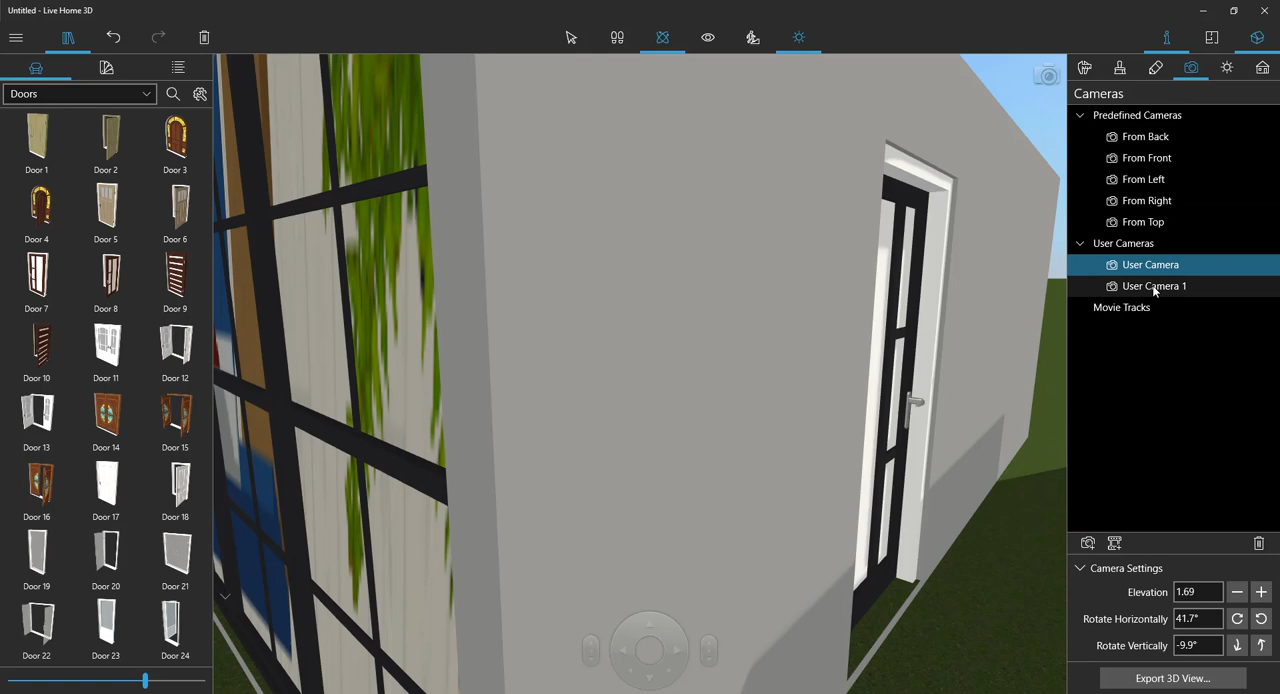 Untitled - Live Home 3D
Doors
Door 1
Door 2
Door 3
Door 4
Door 5
Door 6
Door 7
Door 8
Door 9
Door 10
Door 11
Door 12
Door 13
Door 14
Door 15
Door 16
Door 17
Door 18
Door 19
Door 20
Door 21
Door 22
Door 23
Door 24
Cameras
Predefined Cameras
From Back
From Front
From Left
From Right
From Top
User Cameras
User Camera
User Camera 1
Movie Tracks
Camera Settings
Elevation 1.69
Rotate Horizontally 41.7°
Rotate Vertically -9.9°
Export 3D View...